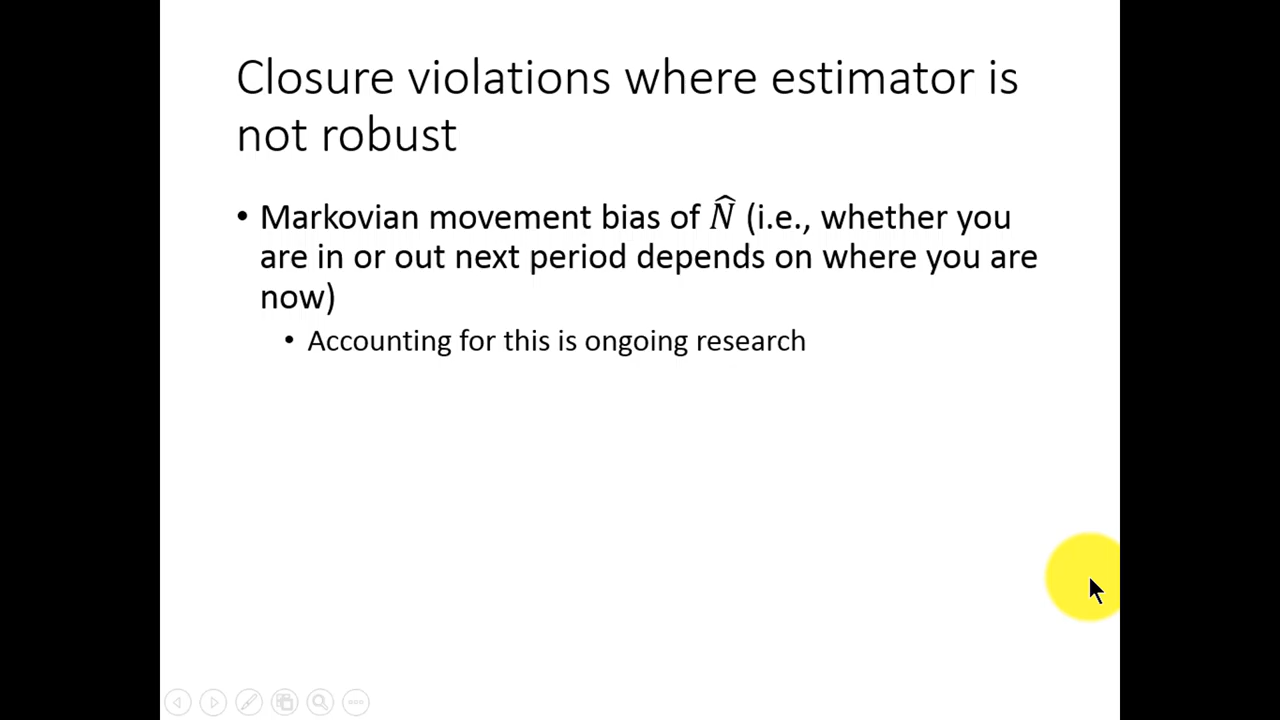 Closure violations where estimator is
not robust
• Markovian movement bias of N̂ (i.e., whether you
are in or out next period depends on where you are
now)
• Accounting for this is ongoing research